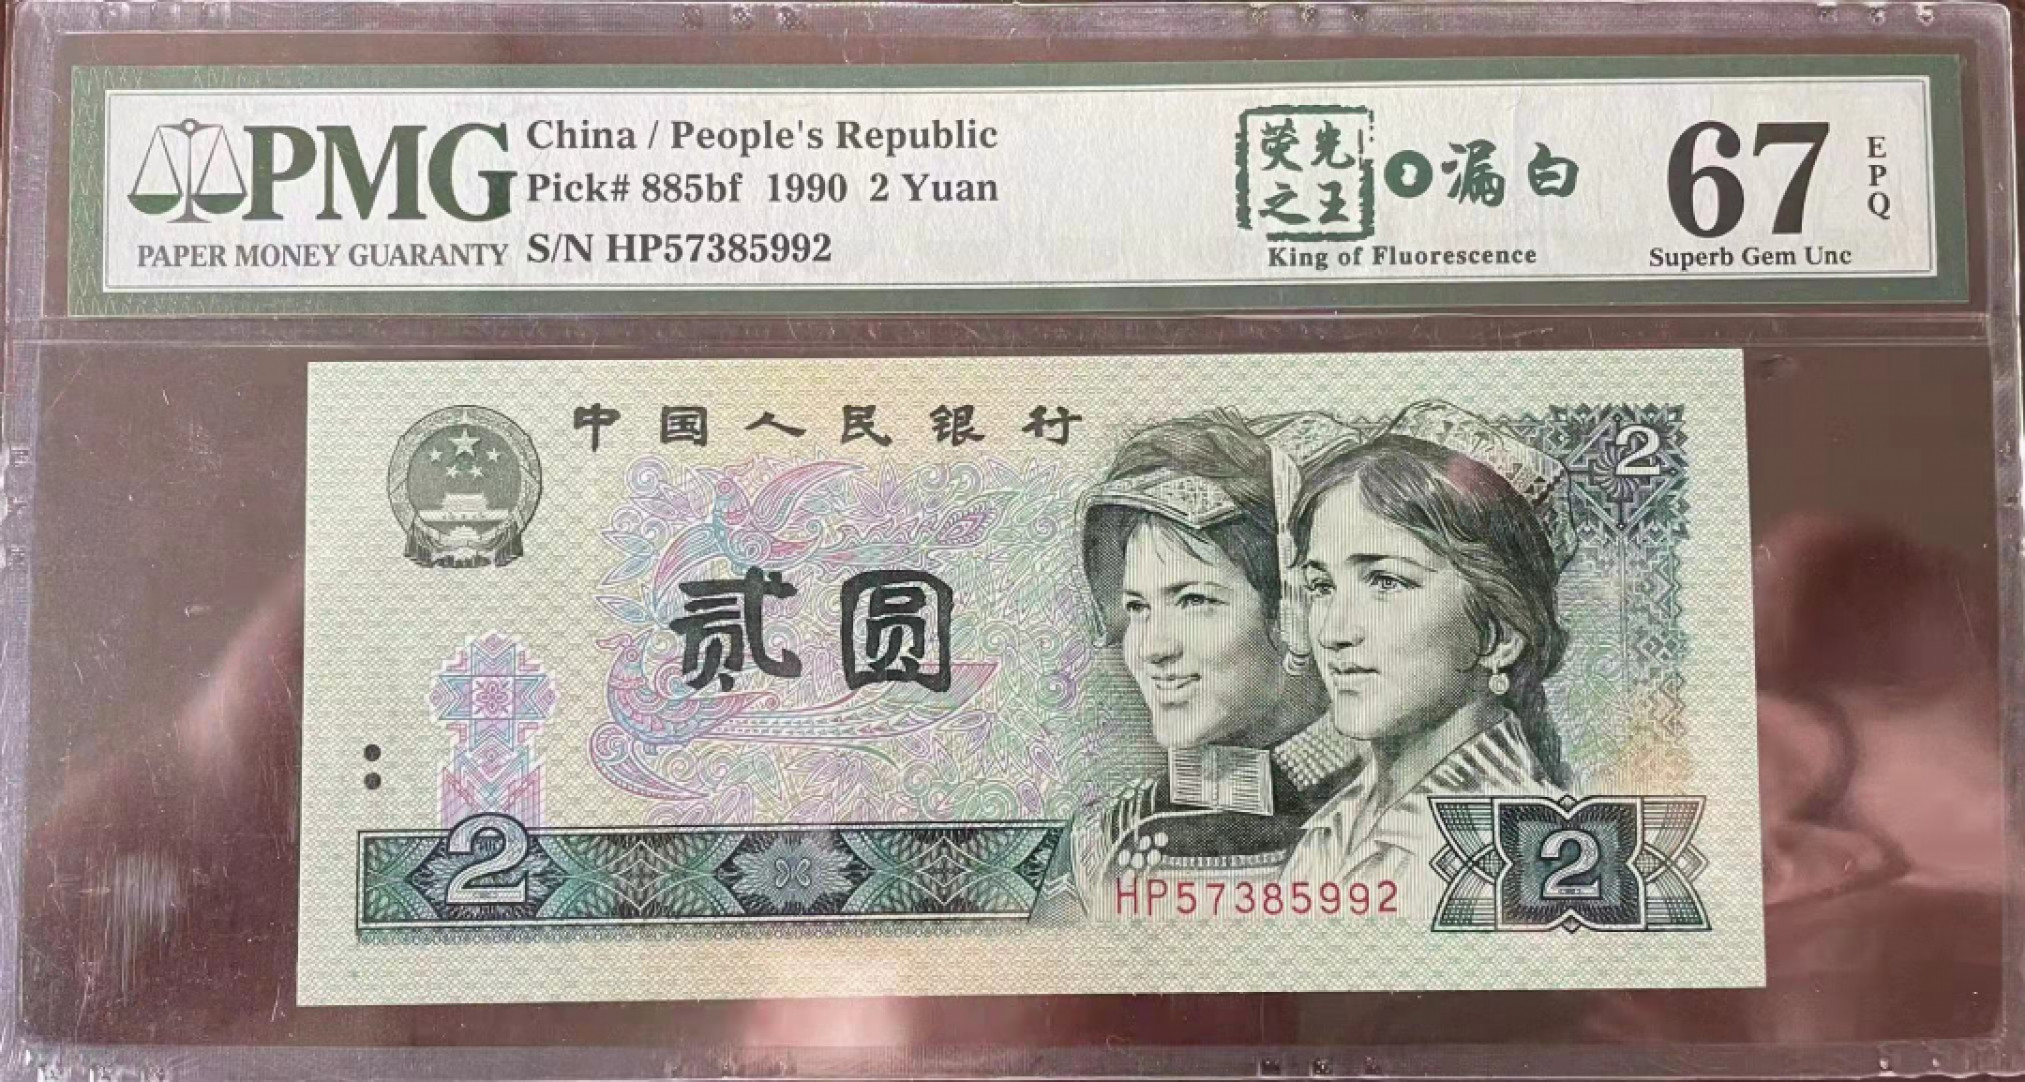 PMG
PAPER MONEY GUARANTY
China / People's Republic
Pick# 885bf 1990 2 Yuan
S/N HP57385992
荧光
之王
漏白
King of Fluorescence
67
EPQ
Superb Gem Unc
中国人民银行
2
贰圆
2
HP57385992
2